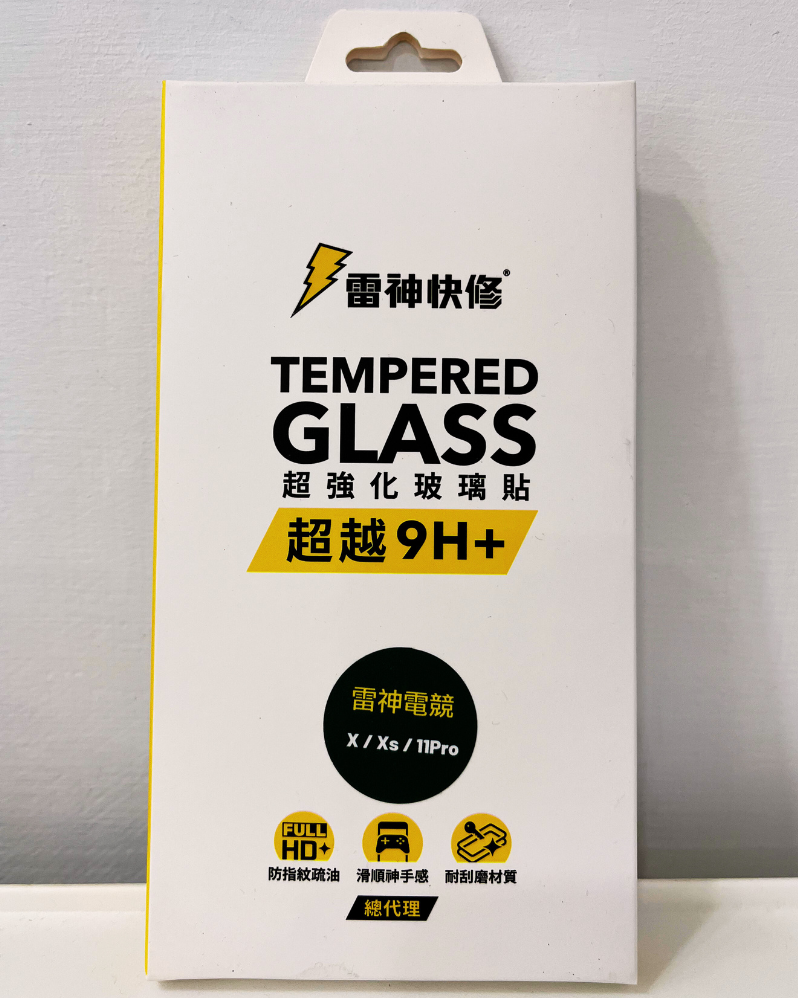 雷神快修®
TEMPERED
GLASS
超強化玻璃貼
超越9H+
雷神電競
X / Xs / 11Pro
FULL
HD+
防指紋疏油 滑順神手感 耐刮磨材質
總代理